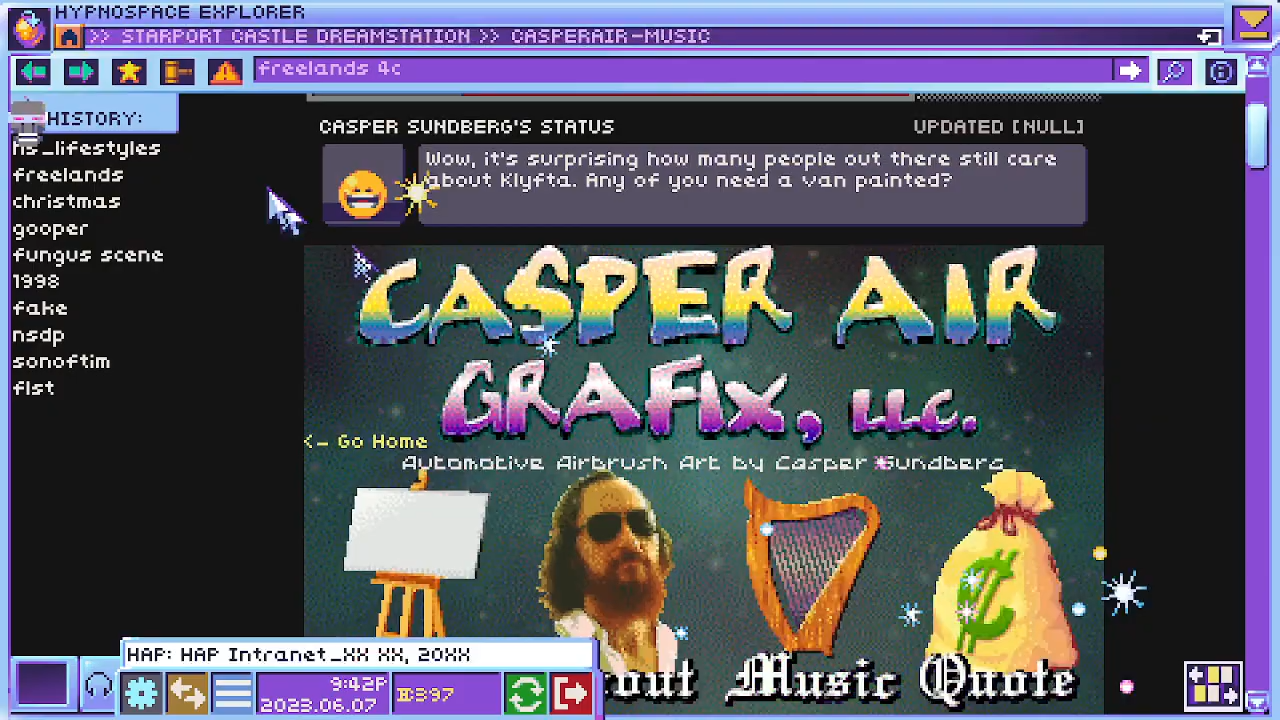 HYPNOSPACE EXPLORER
>> STARPORT CASTLE DREAMSTATION >> CASPERAIR-MUSIC
freelands 4c
HISTORY:
hs_lifestyles
freelands
christmas
gooper
fungus scene
1998
fake
nsdp
sonoftim
flst
CASPER SUNDBERG'S STATUS
UPDATED [NULL]
Wow, it's surprising how many people out there still care
about Klyfta. Any of you need a van painted?
CASPER AIR
GRAFIX, LLC.
<- Go Home
Automotive Airbrush Art by Casper Sundberg
out Music Quote
HAP: HAP Intranet_XX XX, 20XX
9:42P
2023.06.07
397